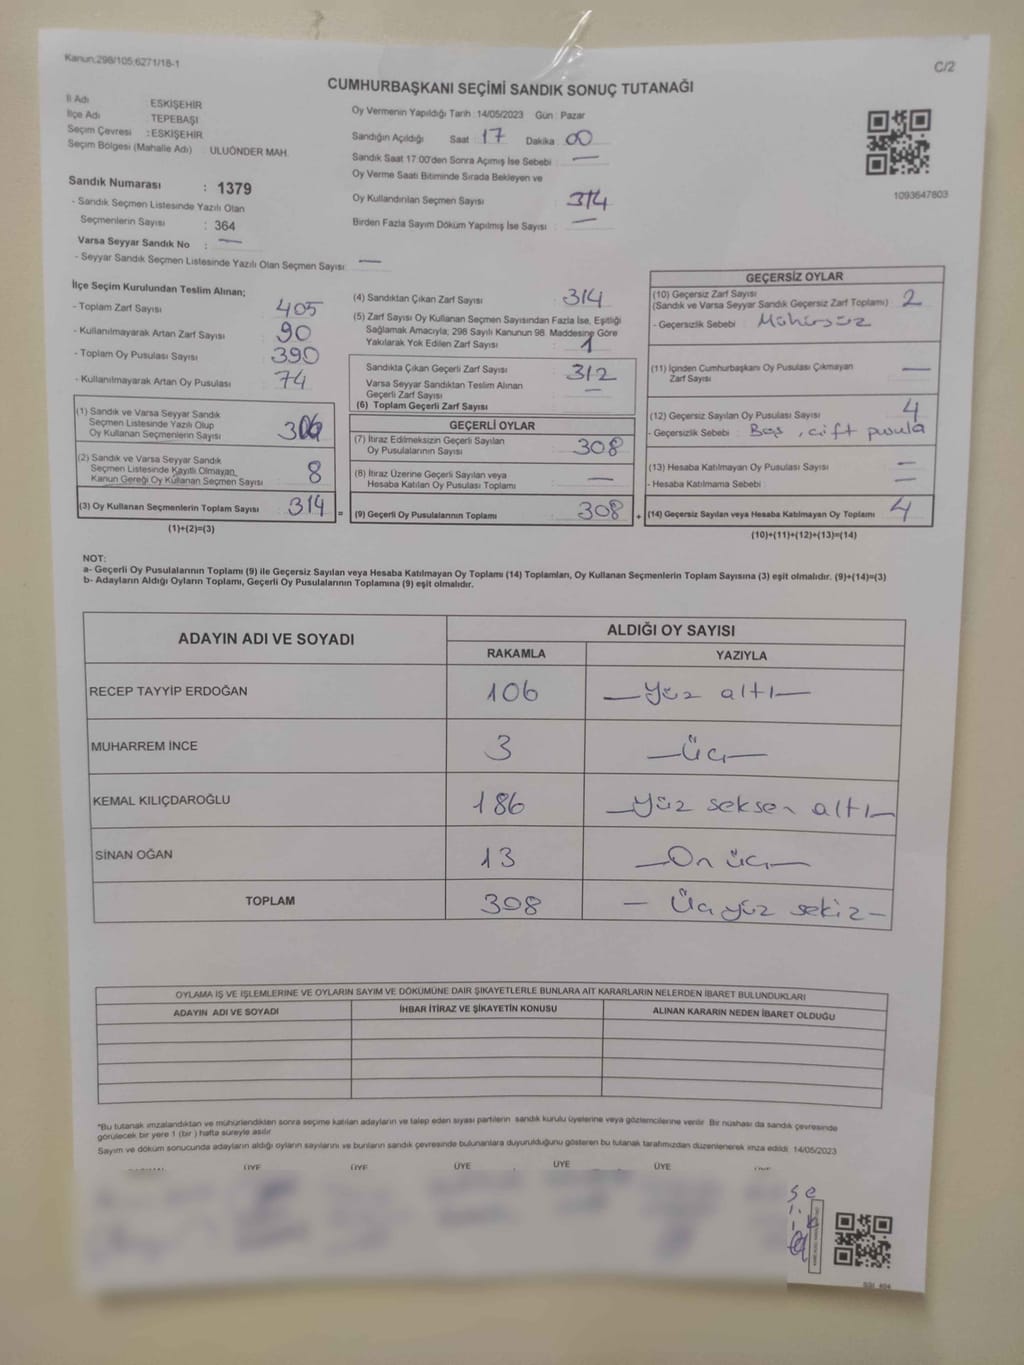 Kanun:298/105;6271/18-1
C/2
CUMHURBAŞKANI SEÇİMİ SANDIK SONUÇ TUTANAĞI
İl Adı : ESKİŞEHİR
İlçe Adı TEPEBAŞI
Seçim Çevresi : ESKİŞEHİR
Seçim Bölgesi (Mahalle Adı) : ULUÖNDER MAH.
Oy Vermenin Yapıldığı Tarih : 14/05/2023 Gün : Pazar
Sandığın Açıldığı Saat : 17 Dakika : 00
Sandık Saat 17:00'den Sonra Açımış İse Sebebi : —
Oy Verme Saati Bitiminde Sırada Bekleyen ve
Oy Kullandırılan Seçmen Sayısı : 314
Birden Fazla Sayım Döküm Yapılmış İse Sayısı : —
1093647803
Sandık Numarası : 1379
- Sandık Seçmen Listesinde Yazılı Olan
Seçmenlerin Sayısı : 364
Varsa Seyyar Sandık No : —
- Seyyar Sandık Seçmen Listesinde Yazılı Olan Seçmen Sayısı: —
İlçe Seçim Kurulundan Teslim Alınan;
- Toplam Zarf Sayısı : 405
- Kullanılmayarak Artan Zarf Sayısı : 90
- Toplam Oy Pusulası Sayısı : 390
- Kullanılmayarak Artan Oy Pusulası : 74
(1) Sandık ve Varsa Seyyar Sandık
Seçmen Listesinde Yazılı Olup
Oy Kullanan Seçmenlerin Sayısı : 306
(2) Sandık ve Varsa Seyyar Sandık
Seçmen Listesinde Kayıtlı Olmayan,
Kanun Gereği Oy Kullanan Seçmen Sayısı : 8
(3) Oy Kullanan Seçmenlerin Toplam Sayısı : 314 =
(1)+(2)=(3)
(4) Sandıktan Çıkan Zarf Sayısı : 314
(5) Zarf Sayısı Oy Kullanan Seçmen Sayısından Fazla İse, Eşitliği
Sağlamak Amacıyla; 298 Sayılı Kanunun 98. Maddesine Göre
Yakılarak Yok Edilen Zarf Sayısı : 1
Sandıkta Çıkan Geçerli Zarf Sayısı : 312
Varsa Seyyar Sandıktan Teslim Alınan
Geçerli Zarf Sayısı : —
(6) Toplam Geçerli Zarf Sayısı :
GEÇERLİ OYLAR
(7) İtiraz Edilmeksizin Geçerli Sayılan
Oy Pusulalarının Sayısı : 308
(8) İtiraz Üzerine Geçerli Sayılan veya
Hesaba Katılan Oy Pusulası Toplamı : —
(9) Geçerli Oy Pusulalarının Toplamı : 308 +
GEÇERSİZ OYLAR
(10) Geçersiz Zarf Sayısı
(Sandık ve Varsa Seyyar Sandık Geçersiz Zarf Toplamı) : 2
- Geçersizlik Sebebi : Mühürsüz
(11) İçinden Cumhurbaşkanı Oy Pusulası Çıkmayan
Zarf Sayısı : —
(12) Geçersiz Sayılan Oy Pusulası Sayısı : 4
- Geçersizlik Sebebi : Boş , çift pusula
(13) Hesaba Katılmayan Oy Pusulası Sayısı : —
- Hesaba Katılmama Sebebi : —
(14) Geçersiz Sayılan veya Hesaba Katılmayan Oy Toplamı : 4
(10)+(11)+(12)+(13)=(14)
NOT:
a- Geçerli Oy Pusulalarının Toplamı (9) ile Geçersiz Sayılan veya Hesaba Katılmayan Oy Toplamı (14) Toplamları, Oy Kullanan Seçmenlerin Toplam Sayısına (3) eşit olmalıdır. (9)+(14)=(3)
b- Adayların Aldığı Oyların Toplamı, Geçerli Oy Pusulalarının Toplamına (9) eşit olmalıdır.
ADAYIN ADI VE SOYADI
ALDIĞI OY SAYISI
RAKAMLA YAZIYLA
RECEP TAYYİP ERDOĞAN 106 —Yüz altı—
MUHARREM İNCE 3 —Üç—
KEMAL KILIÇDAROĞLU 186 —Yüz seksen altı—
SİNAN OĞAN 13 —On üç—
TOPLAM 308 — Üçyüz sekiz—
OYLAMA İŞ VE İŞLEMLERİNE VE OYLARIN SAYIM VE DÖKÜMÜNE DAİR ŞİKAYETLERLE BUNLARA AİT KARARLARIN NELERDEN İBARET BULUNDUKLARI
ADAYIN ADI VE SOYADI İHBAR İTİRAZ VE ŞİKAYETİN KONUSU ALINAN KARARIN NEDEN İBARET OLDUĞU
*Bu tutanak imzalandıktan ve mühürlendikten sonra seçime katılan adayların ve talep eden siyasi partilerin sandık kurulu üyelerine veya gözlemcilerine verilir. Bir nüshası da sandık çevresinde
görülecek bir yere 1 (bir ) hafta süreyle asılır.
Sayım ve döküm sonucunda adayların aldığı oyların sayılarını ve bunların sandık çevresinde bulunanlara duyurulduğunu gösteren bu tutanak tarafımızdan düzenlenerek imza edildi. 14/05/2023
ÜYE ÜYE ÜYE ÜYE ÜYE